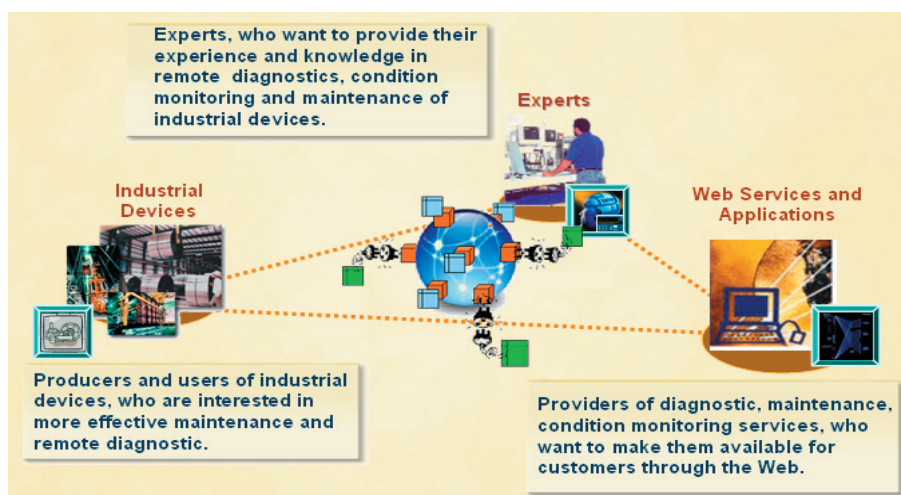 Experts, who want to provide their
experience and knowledge in
remote diagnostics, condition
monitoring and maintenance of
industrial devices.
Experts
Industrial
Devices
Web Services and
Applications
Producers and users of industrial
devices, who are interested in
more effective maintenance and
remote diagnostic.
Providers of diagnostic, maintenance,
condition monitoring services, who
want to make them available for
customers through the Web.